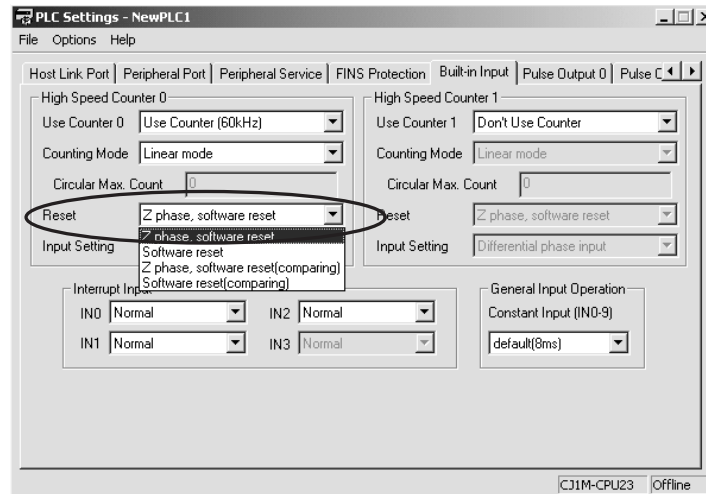 PLC Settings - NewPLC1
File Options Help
Host Link Port Peripheral Port Peripheral Service FINS Protection Built-in Input Pulse Output 0 Pulse
High Speed Counter 0
Use Counter 0 Use Counter (60kHz)
Counting Mode Linear mode
Circular Max. Count 0
Reset Z phase, software reset
Z phase, software reset
Software reset
Z phase, software reset(comparing)
Software reset(comparing)
Input Setting
High Speed Counter 1
Use Counter 1 Don't Use Counter
Counting Mode Linear mode
Circular Max. Count 0
Reset Z phase, software reset
Input Setting Differential phase input
Interrupt Input
IN0 Normal IN2 Normal
IN1 Normal IN3 Normal
General Input Operation
Constant Input (IN0-9)
default(8ms)
CJ1M-CPU23 Offline